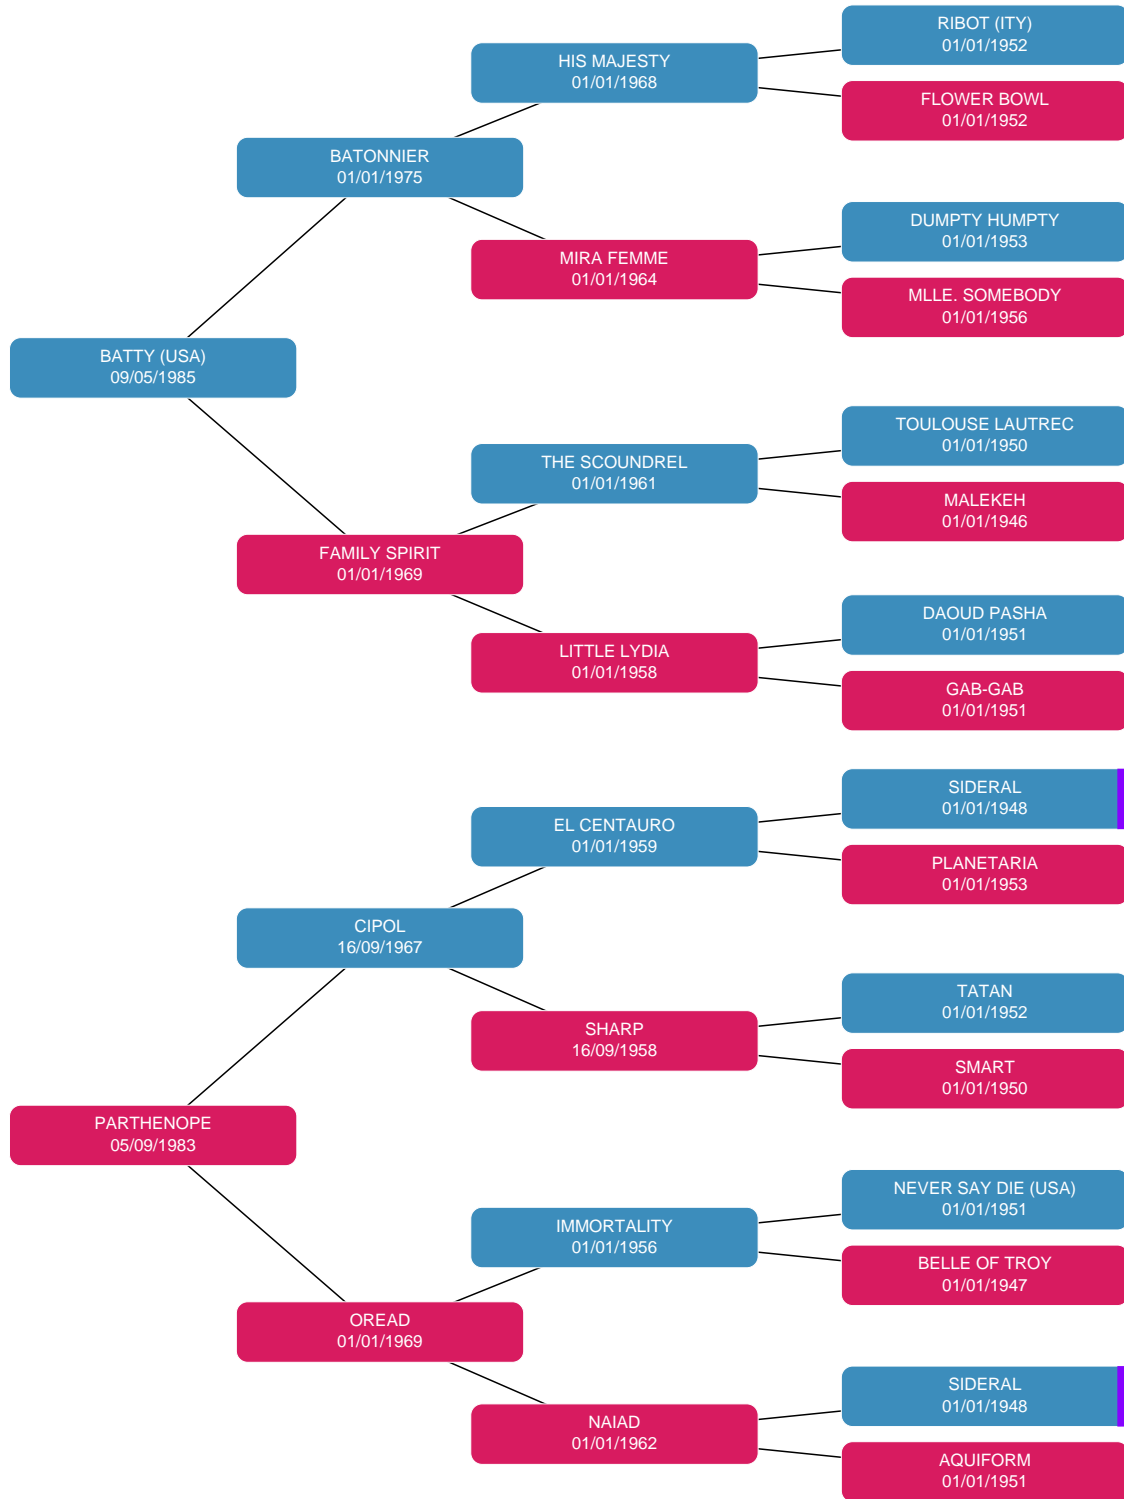 RIBOT (ITY)
01/01/1952
HIS MAJESTY
01/01/1968
FLOWER BOWL
01/01/1952
BATONNIER
01/01/1975
DUMPTY HUMPTY
01/01/1953
MIRA FEMME
01/01/1964
MLLE. SOMEBODY
01/01/1956
BATTY (USA)
09/05/1985
TOULOUSE LAUTREC
01/01/1950
THE SCOUNDREL
01/01/1961
MALEKEH
01/01/1946
FAMILY SPIRIT
01/01/1969
DAOUD PASHA
01/01/1951
LITTLE LYDIA
01/01/1958
GAB-GAB
01/01/1951
SIDERAL
01/01/1948
EL CENTAURO
01/01/1959
PLANETARIA
01/01/1953
CIPOL
16/09/1967
TATAN
01/01/1952
SHARP
16/09/1958
SMART
01/01/1950
PARTHENOPE
05/09/1983
NEVER SAY DIE (USA)
01/01/1951
IMMORTALITY
01/01/1956
BELLE OF TROY
01/01/1947
OREAD
01/01/1969
SIDERAL
01/01/1948
NAIAD
01/01/1962
AQUIFORM
01/01/1951